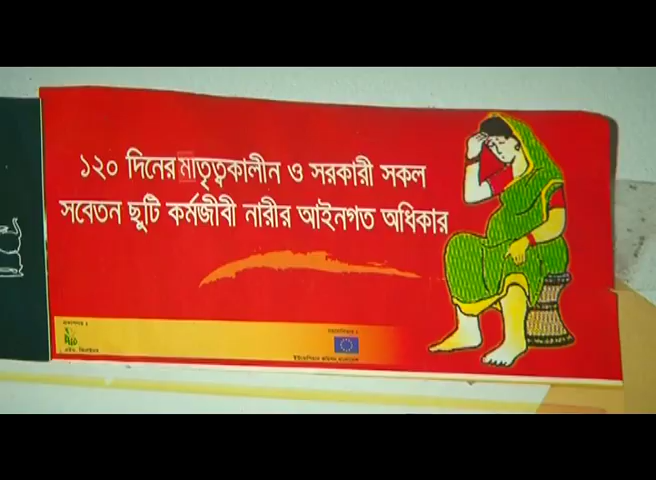 ১২০ দিনের মাতৃত্বকালীন ও সরকারী সকল
সবেতন ছুটি কর্মজীবী নারীর আইনগত অধিকার